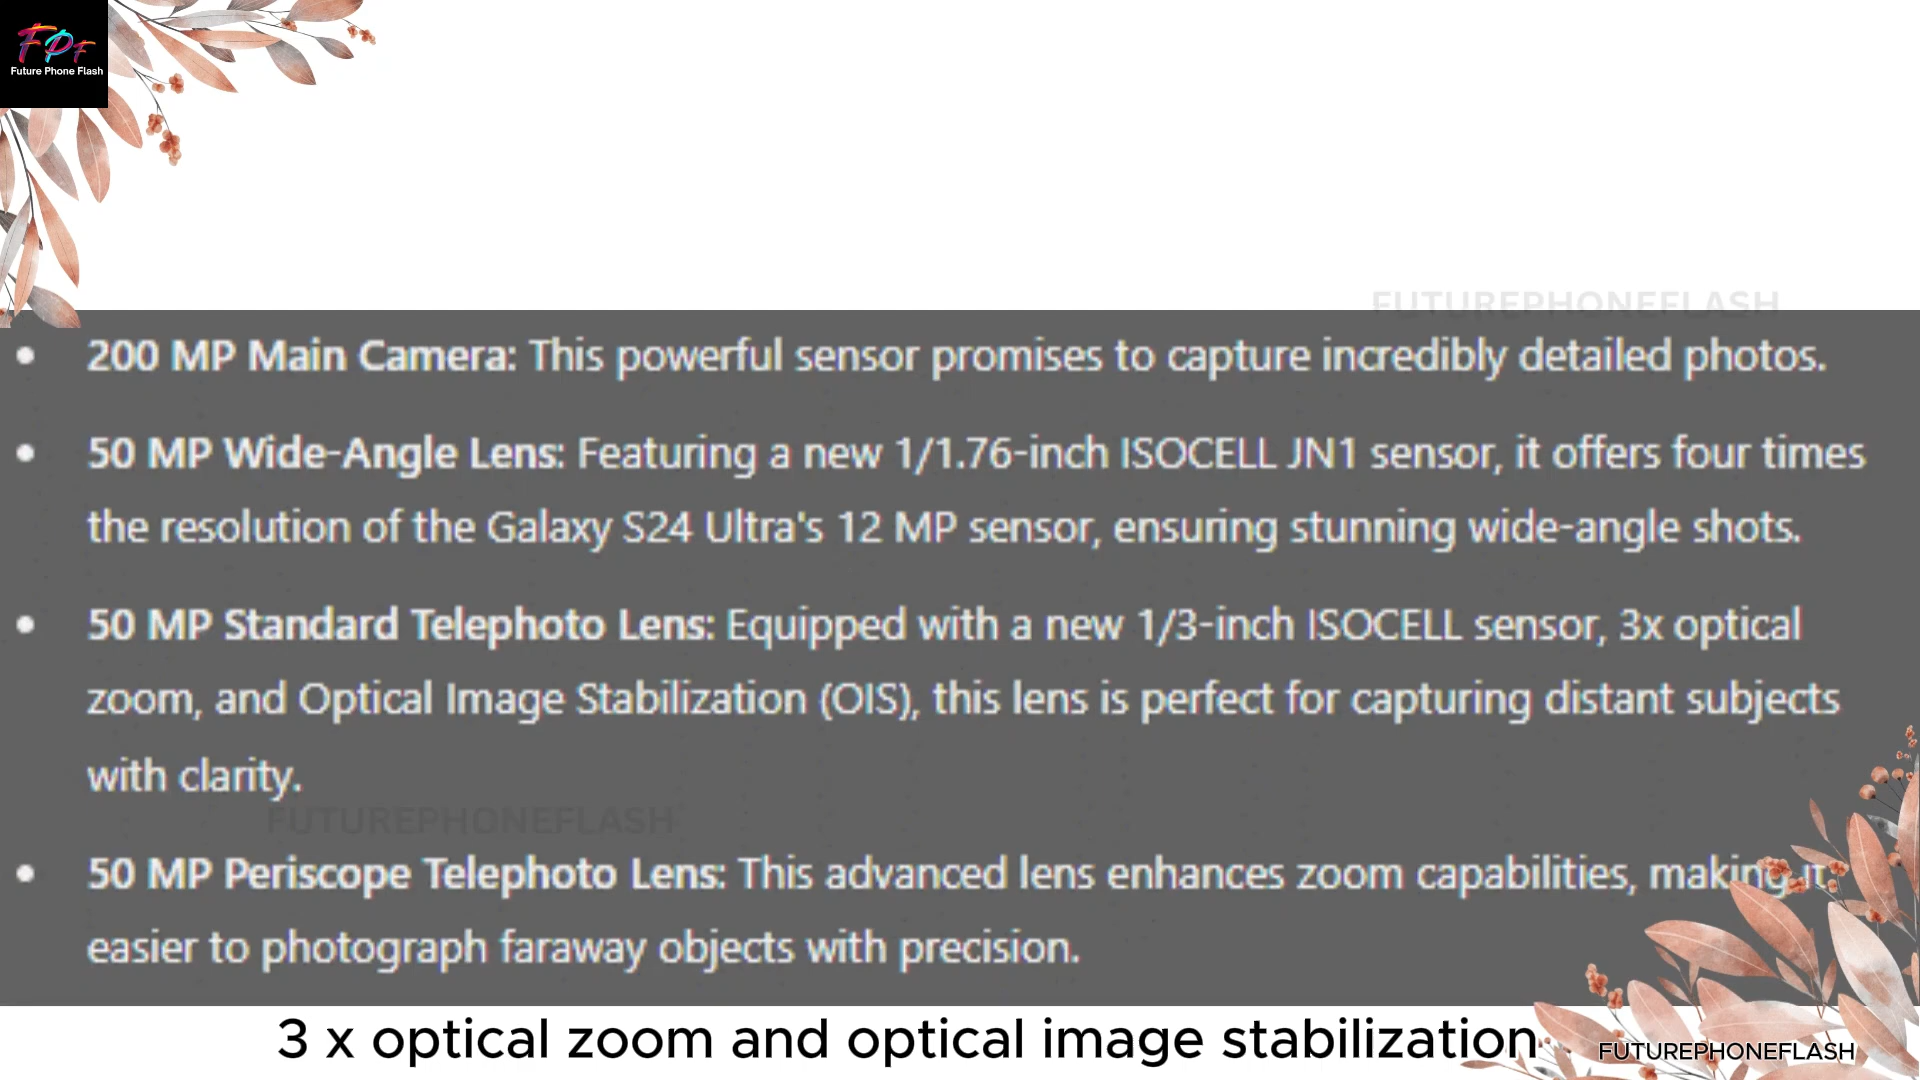 FPF
Future Phone Flash
FUTUREPHONEFLASH
• 200 MP Main Camera: This powerful sensor promises to capture incredibly detailed photos.
• 50 MP Wide-Angle Lens: Featuring a new 1/1.76-inch ISOCELL JN1 sensor, it offers four times
the resolution of the Galaxy S24 Ultra's 12 MP sensor, ensuring stunning wide-angle shots.
• 50 MP Standard Telephoto Lens: Equipped with a new 1/3-inch ISOCELL sensor, 3x optical
zoom, and Optical Image Stabilization (OIS), this lens is perfect for capturing distant subjects
with clarity.
FUTUREPHONEFLASH
• 50 MP Periscope Telephoto Lens: This advanced lens enhances zoom capabilities, making it
easier to photograph faraway objects with precision.
3 x optical zoom and optical image stabilization
FUTUREPHONEFLASH